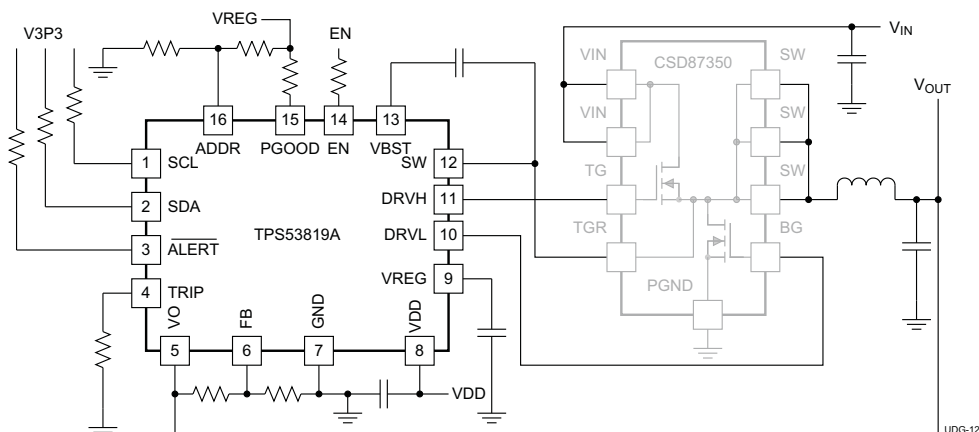 V3P3
VREG
EN
VIN
VOUT
16
15
14
13
ADDR
PGOOD
EN
VBST
1
SCL
2
SDA
3
ALERT
4
TRIP
TPS53819A
SW
12
DRVH
11
DRVL
10
VREG
9
VO
FB
GND
VDD
5
6
7
8
VDD
CSD87350
VIN
VIN
TG
TGR
SW
SW
SW
BG
PGND
UDG-12